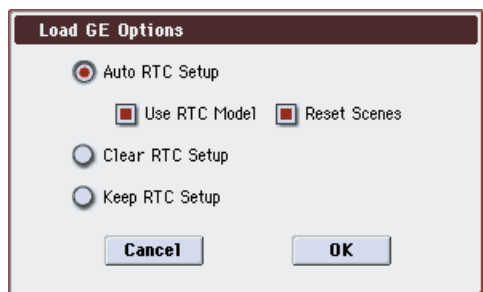 Load GE Options
Auto RTC Setup
Use RTC Model Reset Scenes
Clear RTC Setup
Keep RTC Setup
Cancel OK